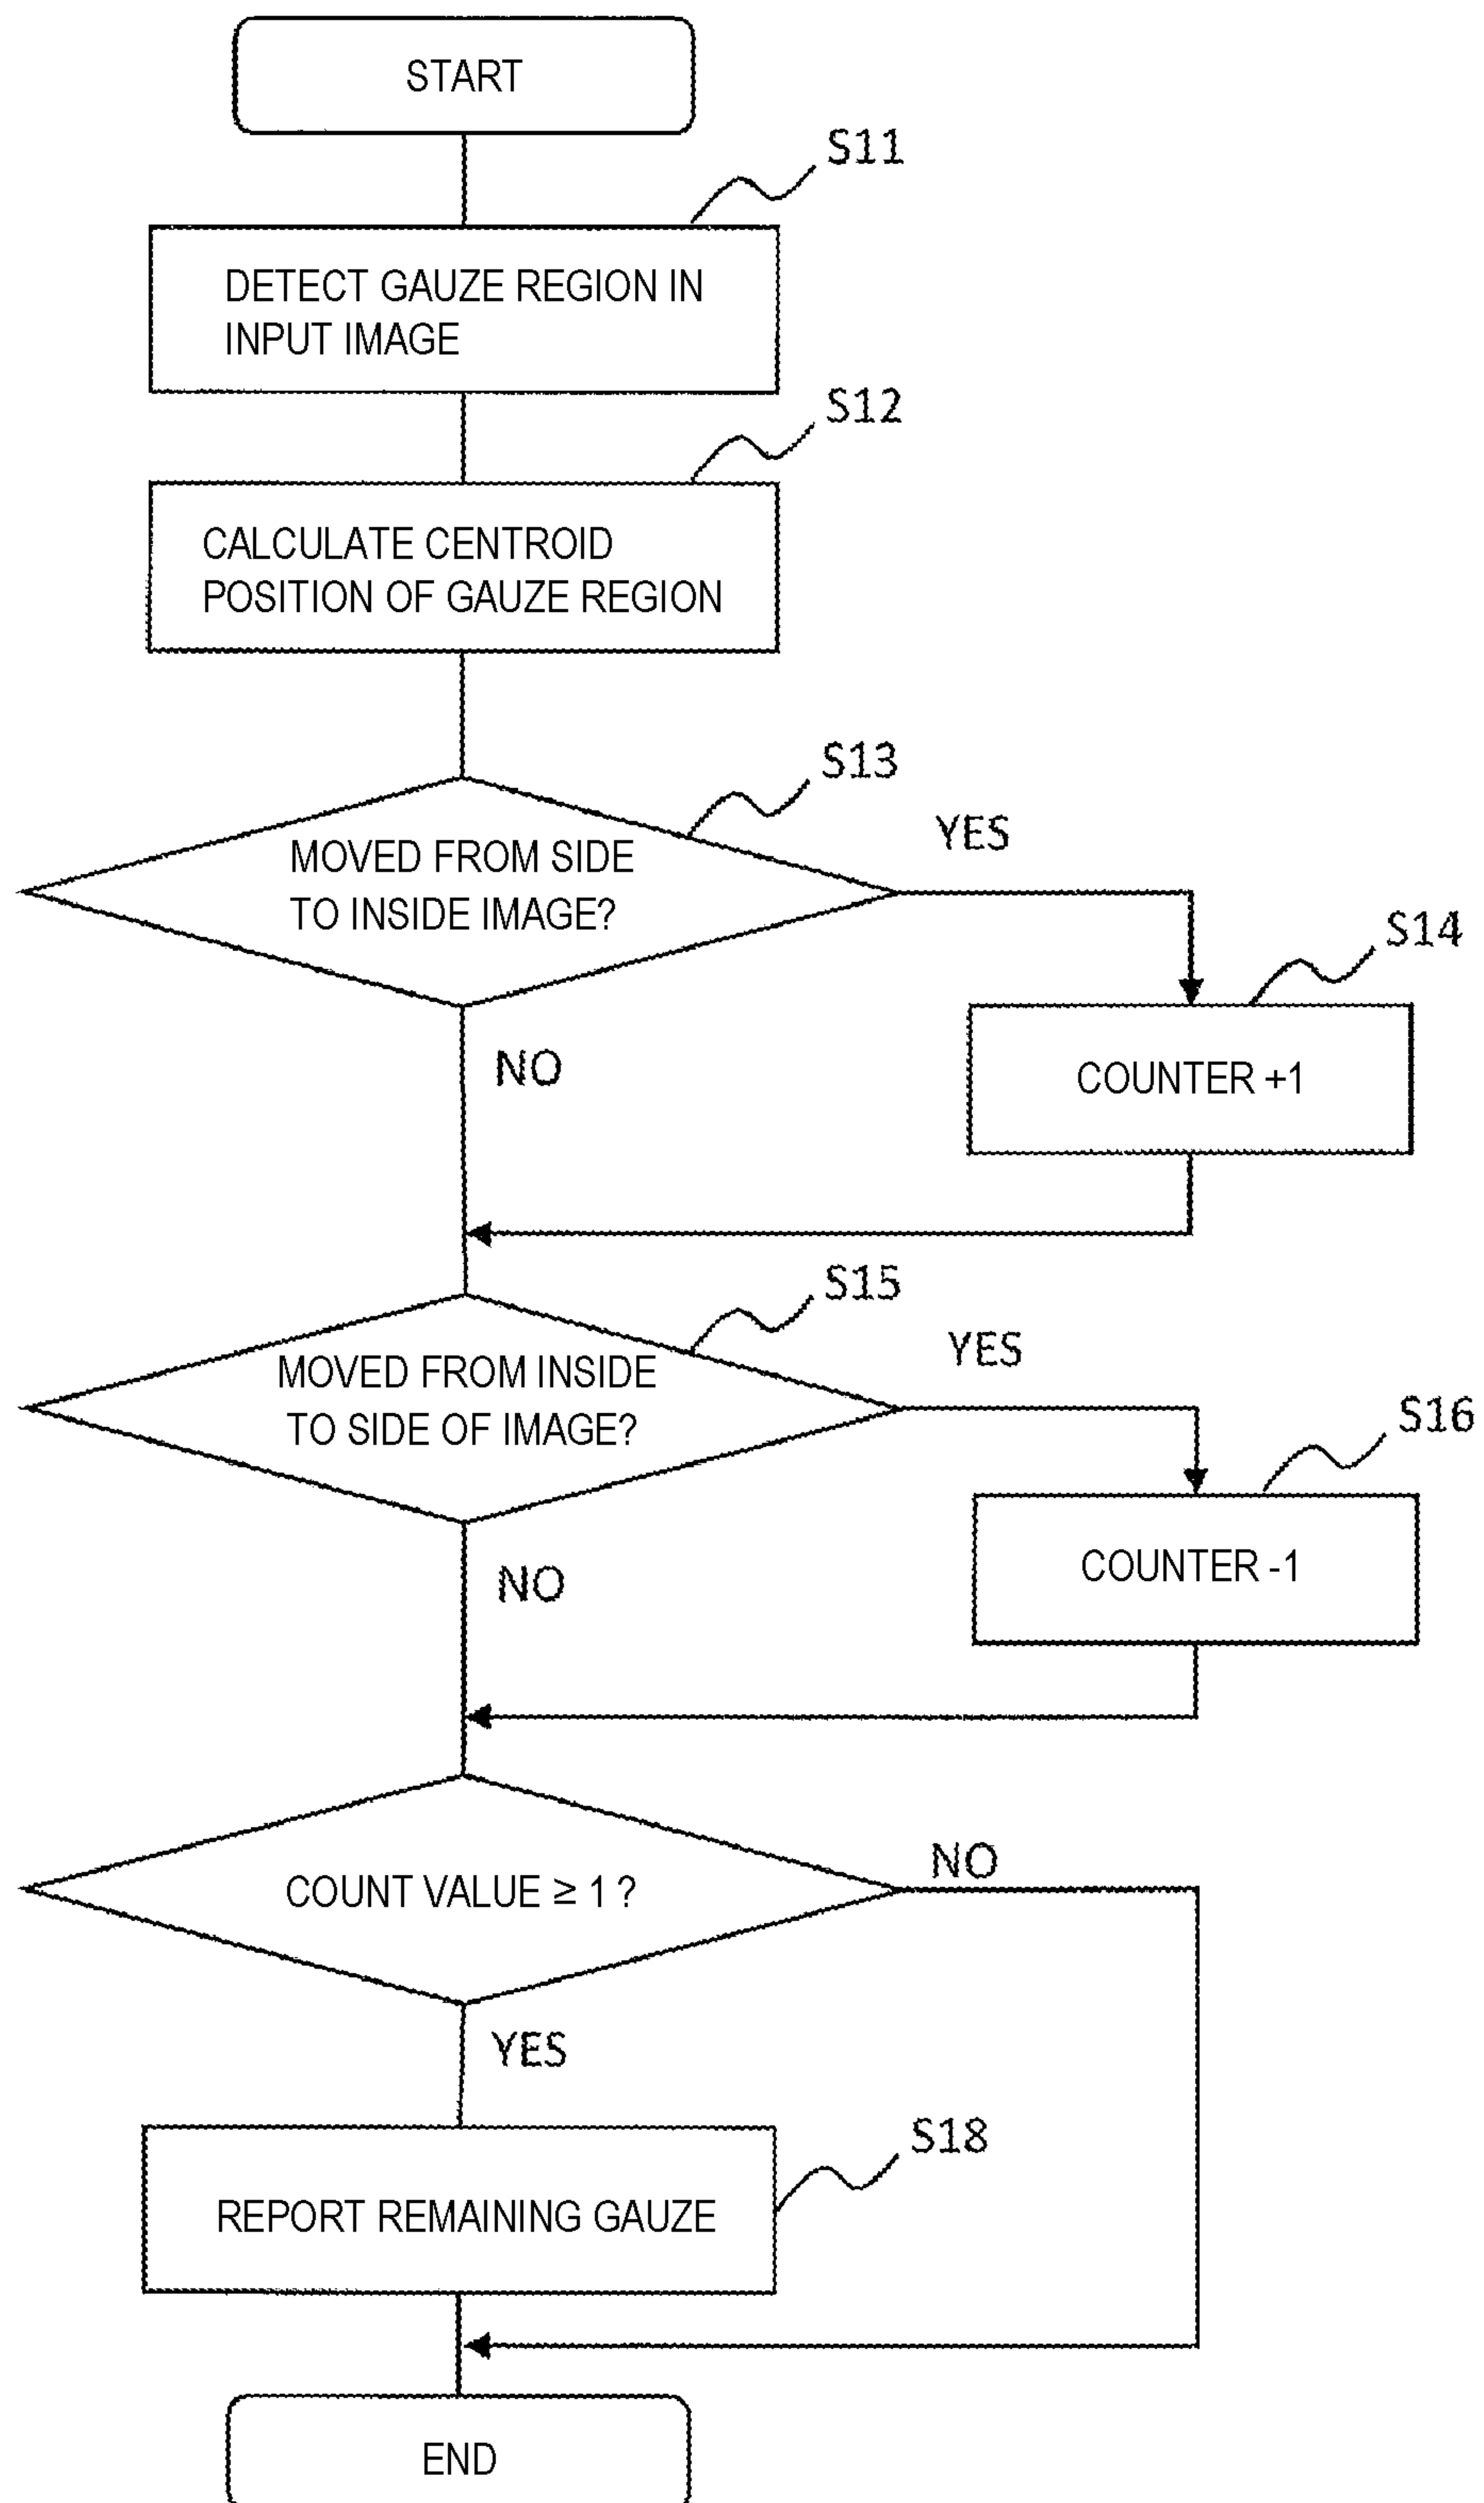 START
S11
DETECT GAUZE REGION IN
INPUT IMAGE
S12
CALCULATE CENTROID
POSITION OF GAUZE REGION
S13
YES
MOVED FROM SIDE
TO INSIDE IMAGE?
S14
NO
COUNTER +1
S15
YES
MOVED FROM INSIDE
TO SIDE OF IMAGE?
S16
NO
COUNTER -1
NO
COUNT VALUE ≥ 1 ?
YES
S18
REPORT REMAINING GAUZE
END